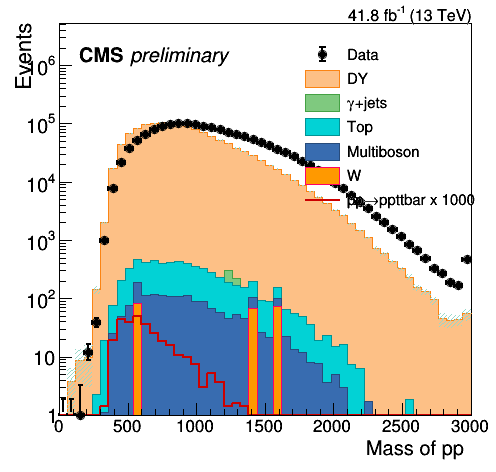 41.8 fb⁻¹ (13 TeV)
Events
CMS preliminary
Data
DY
γ+jets
Top
Multiboson
W
pp→ppttbar x 1000
10⁶
10⁵
10⁴
10³
10²
10
1
0 500 1000 1500 2000 2500 3000
Mass of pp